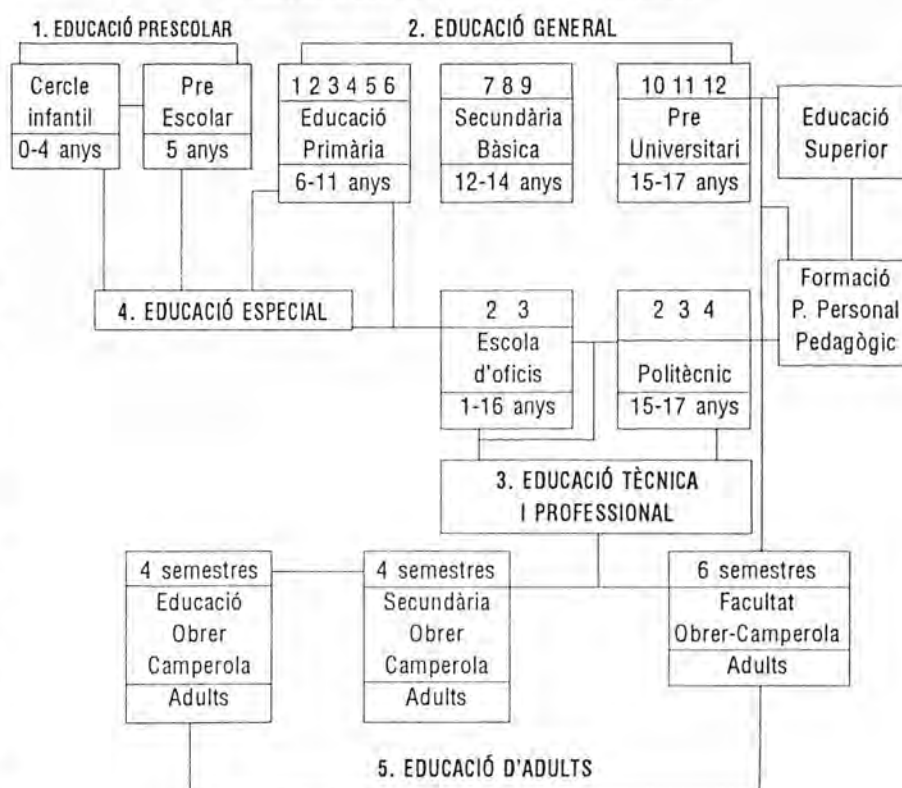 1. EDUCACIÓ PRESCOLAR
2. EDUCACIÓ GENERAL
Cercle
infantil
0-4 anys
Pre
Escolar
5 anys
1 2 3 4 5 6
Educació
Primària
6-11 anys
7 8 9
Secundària
Bàsica
12-14 anys
10 11 12
Pre
Universitari
15-17 anys
Educació
Superior
4. EDUCACIÓ ESPECIAL
2 3
Escola
d'oficis
1-16 anys
2 3 4
Politècnic
15-17 anys
Formació
P. Personal
Pedagògic
3. EDUCACIÓ TÈCNICA
I PROFESSIONAL
4 semestres
Educació
Obrer
Camperola
Adults
4 semestres
Secundària
Obrer
Camperola
Adults
6 semestres
Facultat
Obrer-Camperola
Adults
5. EDUCACIÓ D'ADULTS